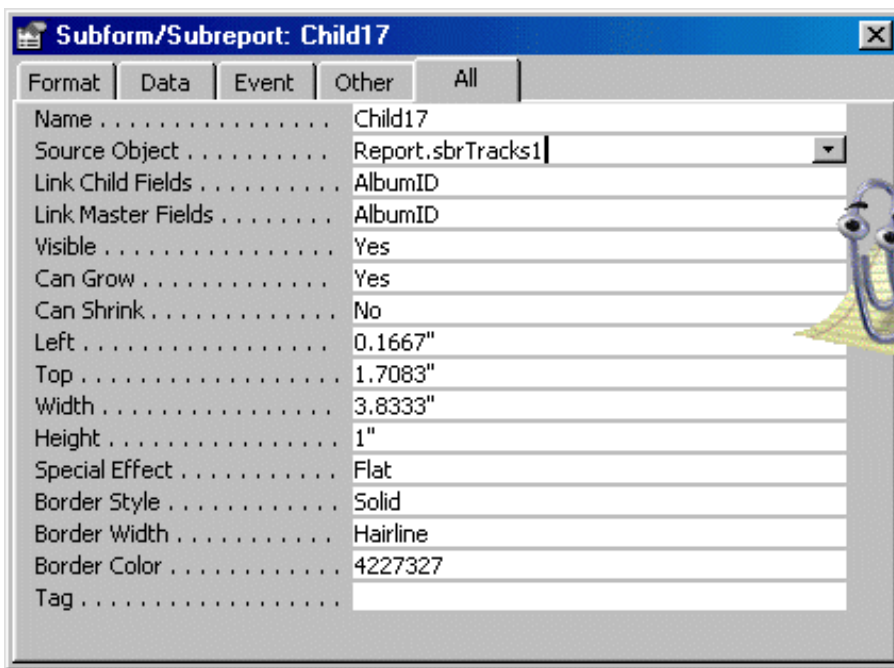 Subform/Subreport: Child17
Format Data Event Other All
Name . . . . . . . . . . . . . . . . Child17
Source Object . . . . . . . . . . Report.sbrTracks1
Link Child Fields . . . . . . . . . AlbumID
Link Master Fields . . . . . . . . AlbumID
Visible . . . . . . . . . . . . . . . . Yes
Can Grow . . . . . . . . . . . . . Yes
Can Shrink . . . . . . . . . . . . . No
Left . . . . . . . . . . . . . . . . . 0.1667"
Top . . . . . . . . . . . . . . . . . 1.7083"
Width . . . . . . . . . . . . . . . . 3.8333"
Height . . . . . . . . . . . . . . . . 1"
Special Effect . . . . . . . . . . . Flat
Border Style . . . . . . . . . . . . Solid
Border Width . . . . . . . . . . . Hairline
Border Color . . . . . . . . . . . . 4227327
Tag . . . . . . . . . . . . . . . . . .